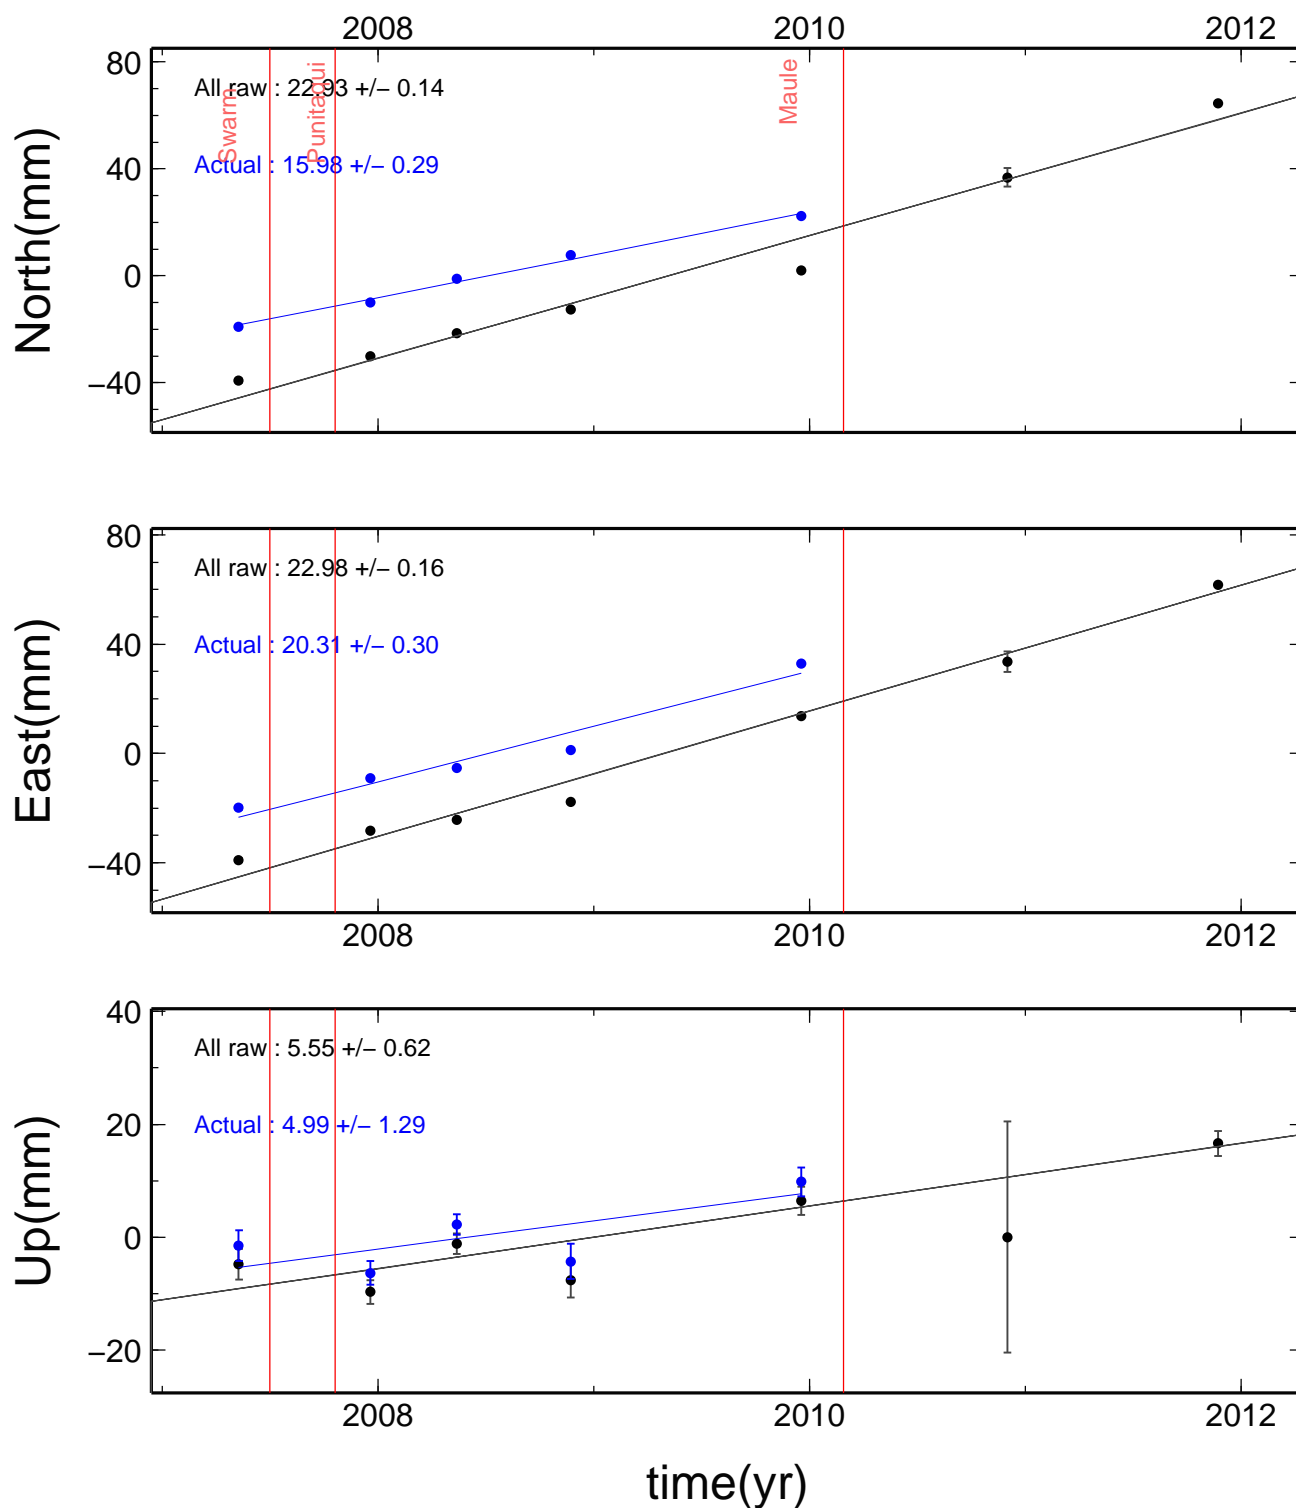 2008 2010 2012
80
40
0
−40
North(mm)
All raw : 22.93 +/− 0.14
Actual : 15.98 +/− 0.29
Swarm
Punitaqui
Maule
80
40
0
−40
East(mm)
All raw : 22.98 +/− 0.16
Actual : 20.31 +/− 0.30
2008 2010 2012
40
20
0
−20
Up(mm)
All raw : 5.55 +/− 0.62
Actual : 4.99 +/− 1.29
2008 2010 2012
time(yr)